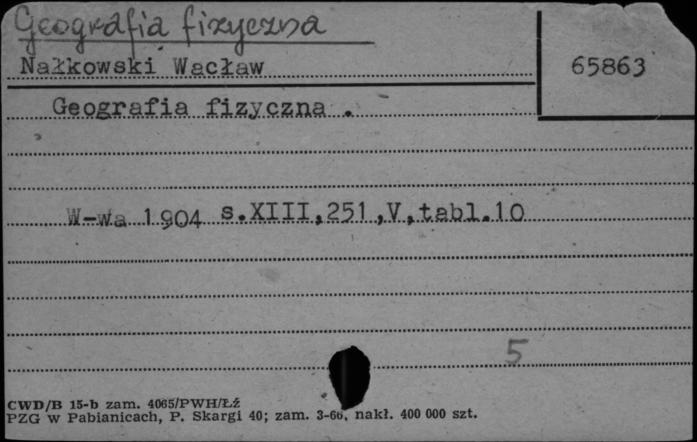 Geografia fizyczna
Nałkowski Wacław
65863
Geografia fizyczna .
W-wa 1904 s.XIII,251,V,tabl.10
5
CWD/B 15-b zam. 4065/PWH/Łź
PZG w Pabianicach, P. Skargi 40; zam. 3-66, nakł. 400 000 szt.